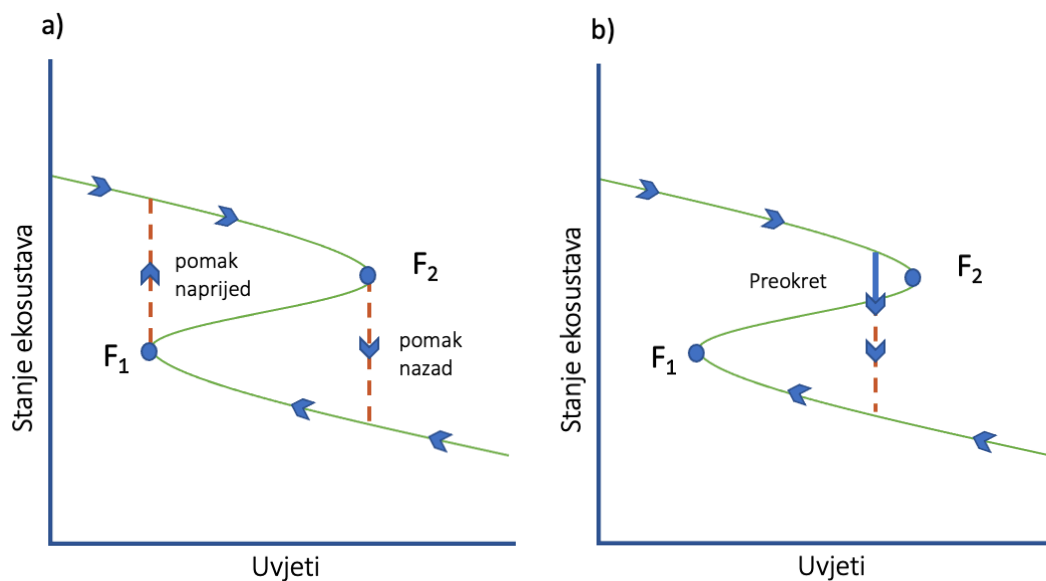 a)
Stanje ekosustava
pomak
naprijed
F₂
F₁
pomak
nazad
Uvjeti
b)
Stanje ekosustava
Preokret
F₂
F₁
Uvjeti